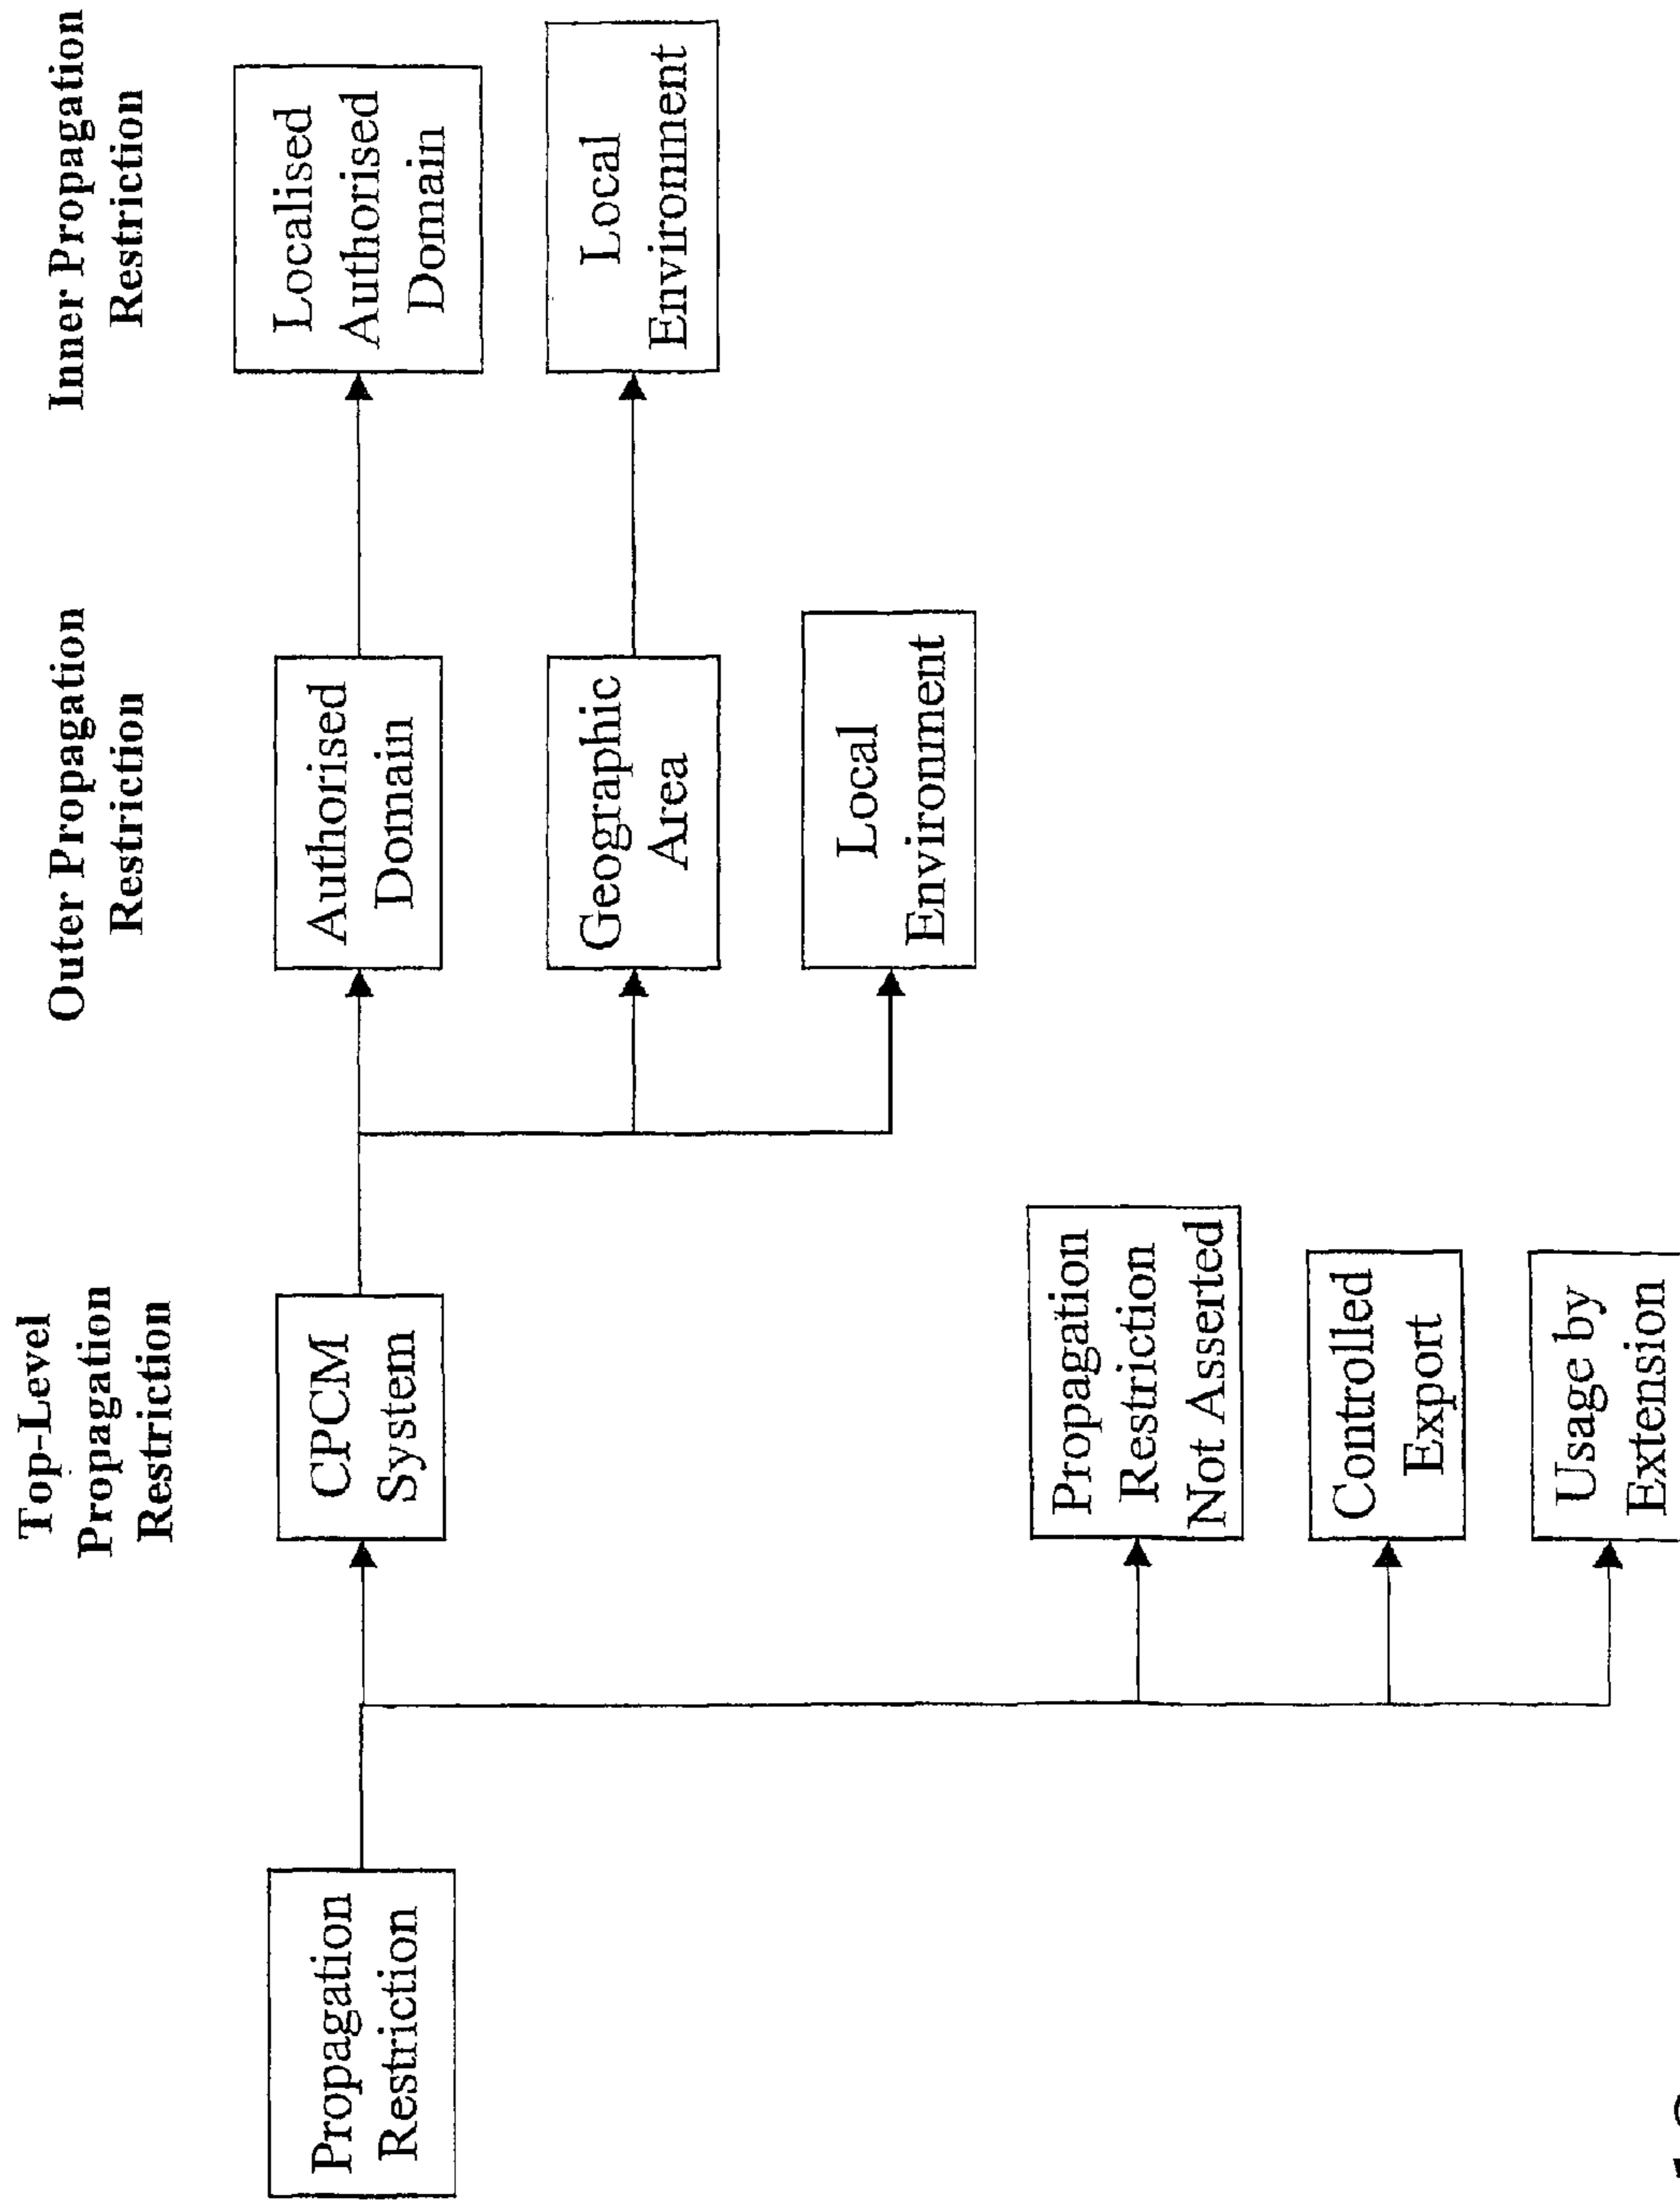 Top-Level
Propagation
Restriction
Outer Propagation
Restriction
Inner Propagation
Restriction
Propagation
Restriction
CPCM
System
Authorised
Domain
Localised
Authorised
Domain
Geographic
Area
Local
Environment
Local
Environment
Propagation
Restriction
Not Asserted
Controlled
Export
Usage by
Extension